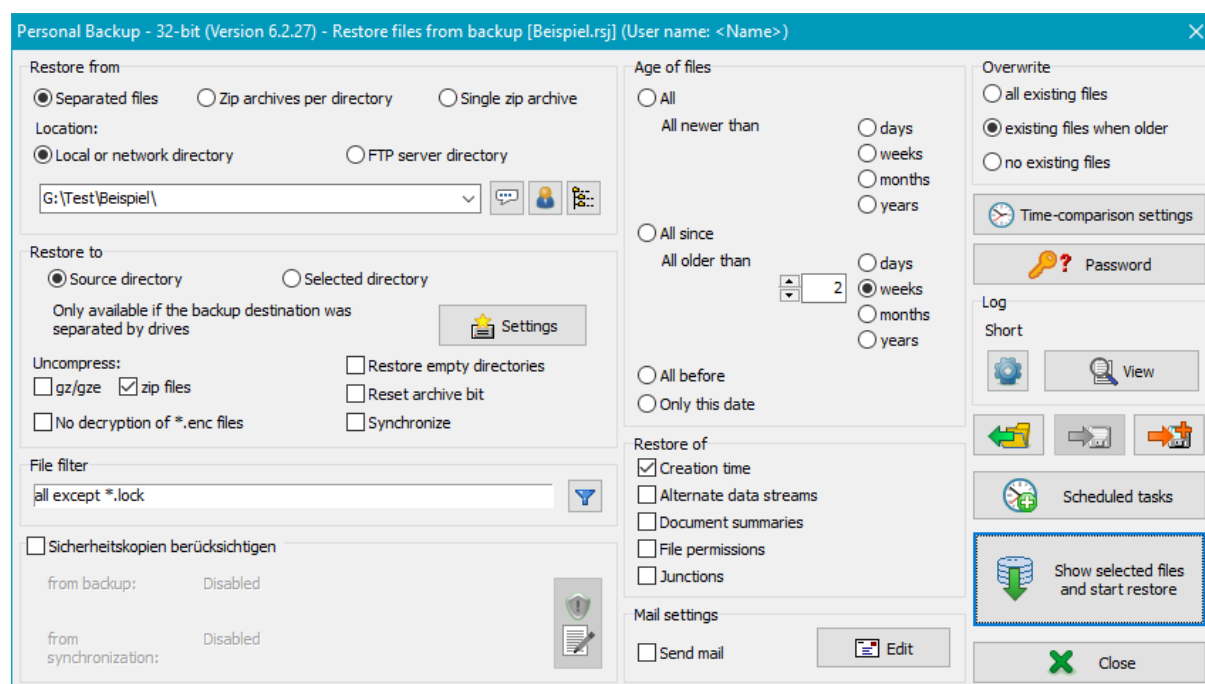 Personal Backup - 32-bit (Version 6.2.27) - Restore files from backup [Beispiel.rsj] (User name: <Name>)
Restore from
Separated files
Zip archives per directory
Single zip archive
Location:
Local or network directory
FTP server directory
G:\Test\Beispiel\
Restore to
Source directory
Selected directory
Only available if the backup destination was
separated by drives
Settings
Uncompress:
gz/gze
zip files
No decryption of *.enc files
Restore empty directories
Reset archive bit
Synchronize
File filter
all except *.lock
Sicherheitskopien berücksichtigen
from backup:
Disabled
from
synchronization:
Disabled
Age of files
All
All newer than
days
weeks
months
years
All since
All older than
2
days
weeks
months
years
All before
Only this date
Restore of
Creation time
Alternate data streams
Document summaries
File permissions
Junctions
Mail settings
Send mail
Edit
Overwrite
all existing files
existing files when older
no existing files
Time-comparison settings
Password
Log
Short
View
Scheduled tasks
Show selected files
and start restore
Close